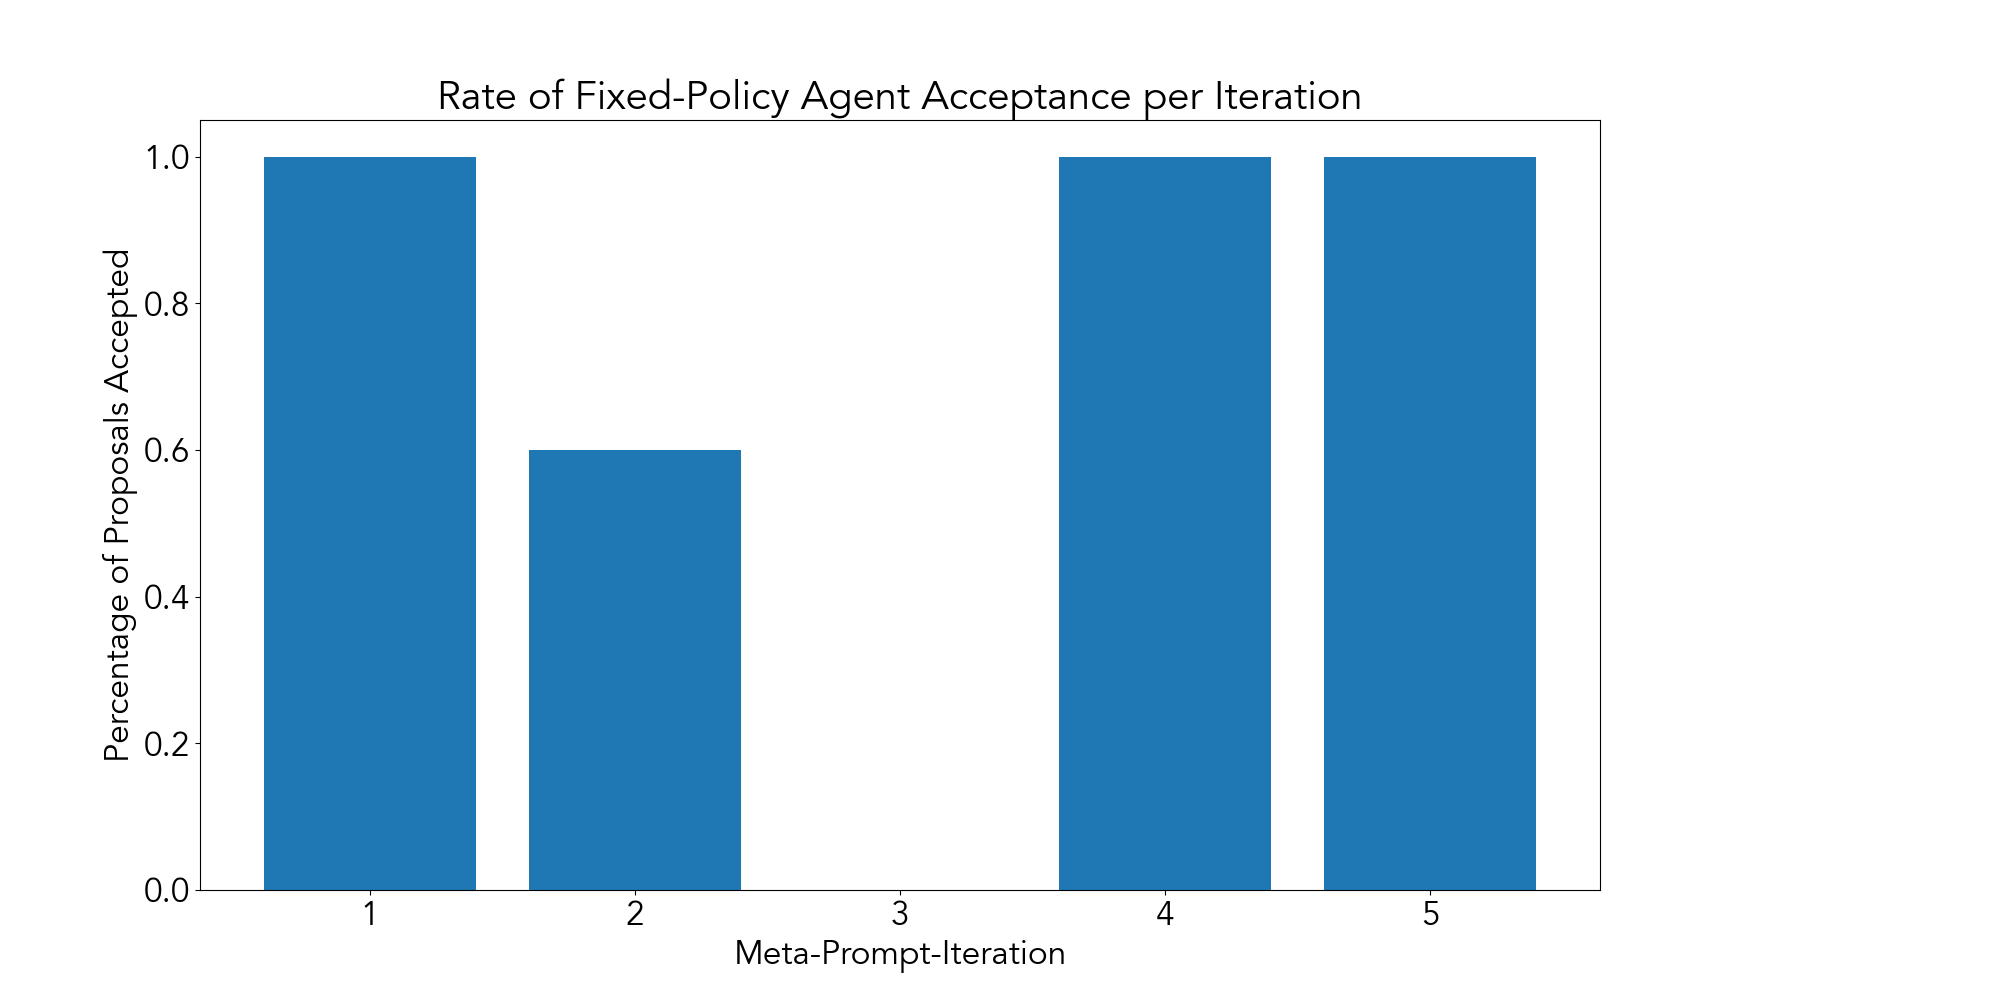 Rate of Fixed-Policy Agent Acceptance per Iteration
Percentage of Proposals Accepted
1.0
0.8
0.6
0.4
0.2
0.0
1 2 3 4 5
Meta-Prompt-Iteration